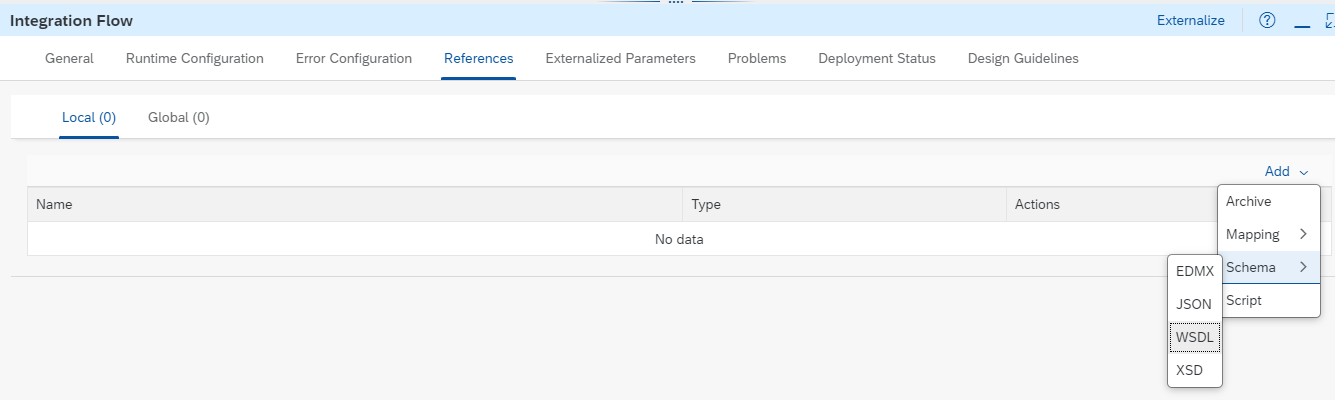 Integration Flow
Externalize
General Runtime Configuration Error Configuration References Externalized Parameters Problems Deployment Status Design Guidelines
Local (0) Global (0)
Add
Name Type Actions
No data
Archive
Mapping
Schema
Script
EDMX
JSON
WSDL
XSD